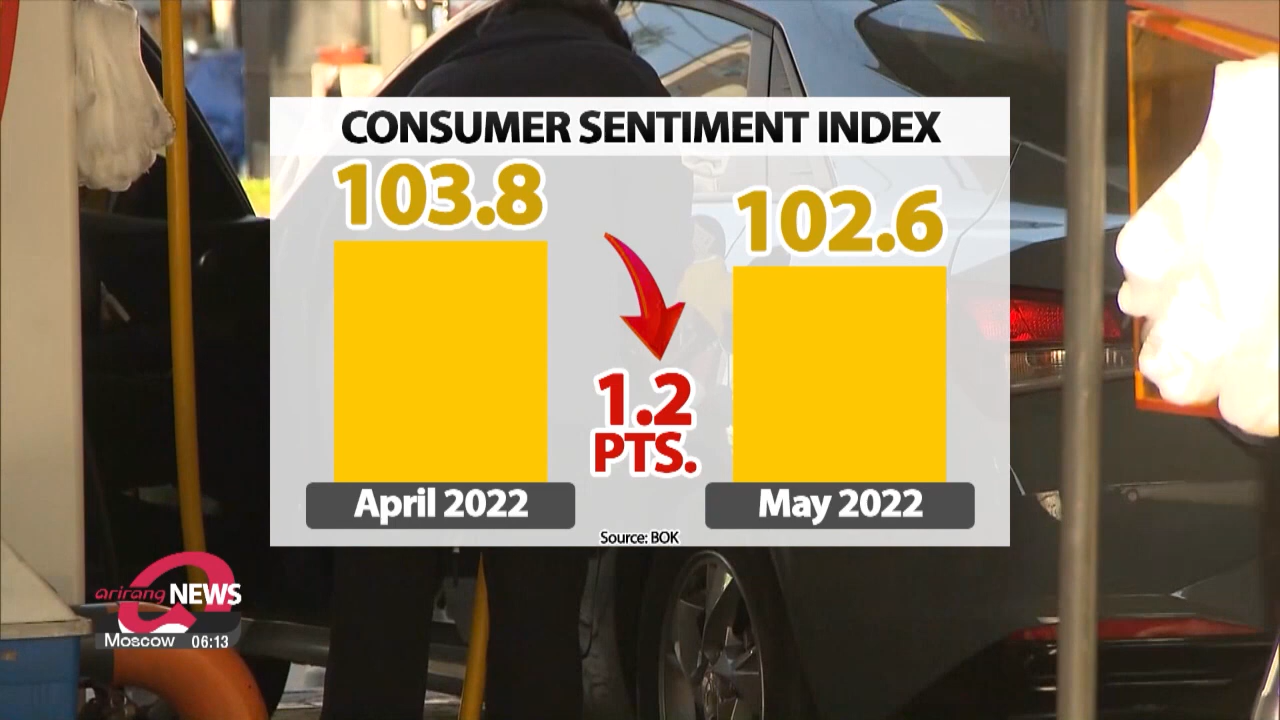 CONSUMER SENTIMENT INDEX
103.8
102.6
1.2
PTS.
April 2022
May 2022
Source: BOK
arirang NEWS
Moscow 06:13